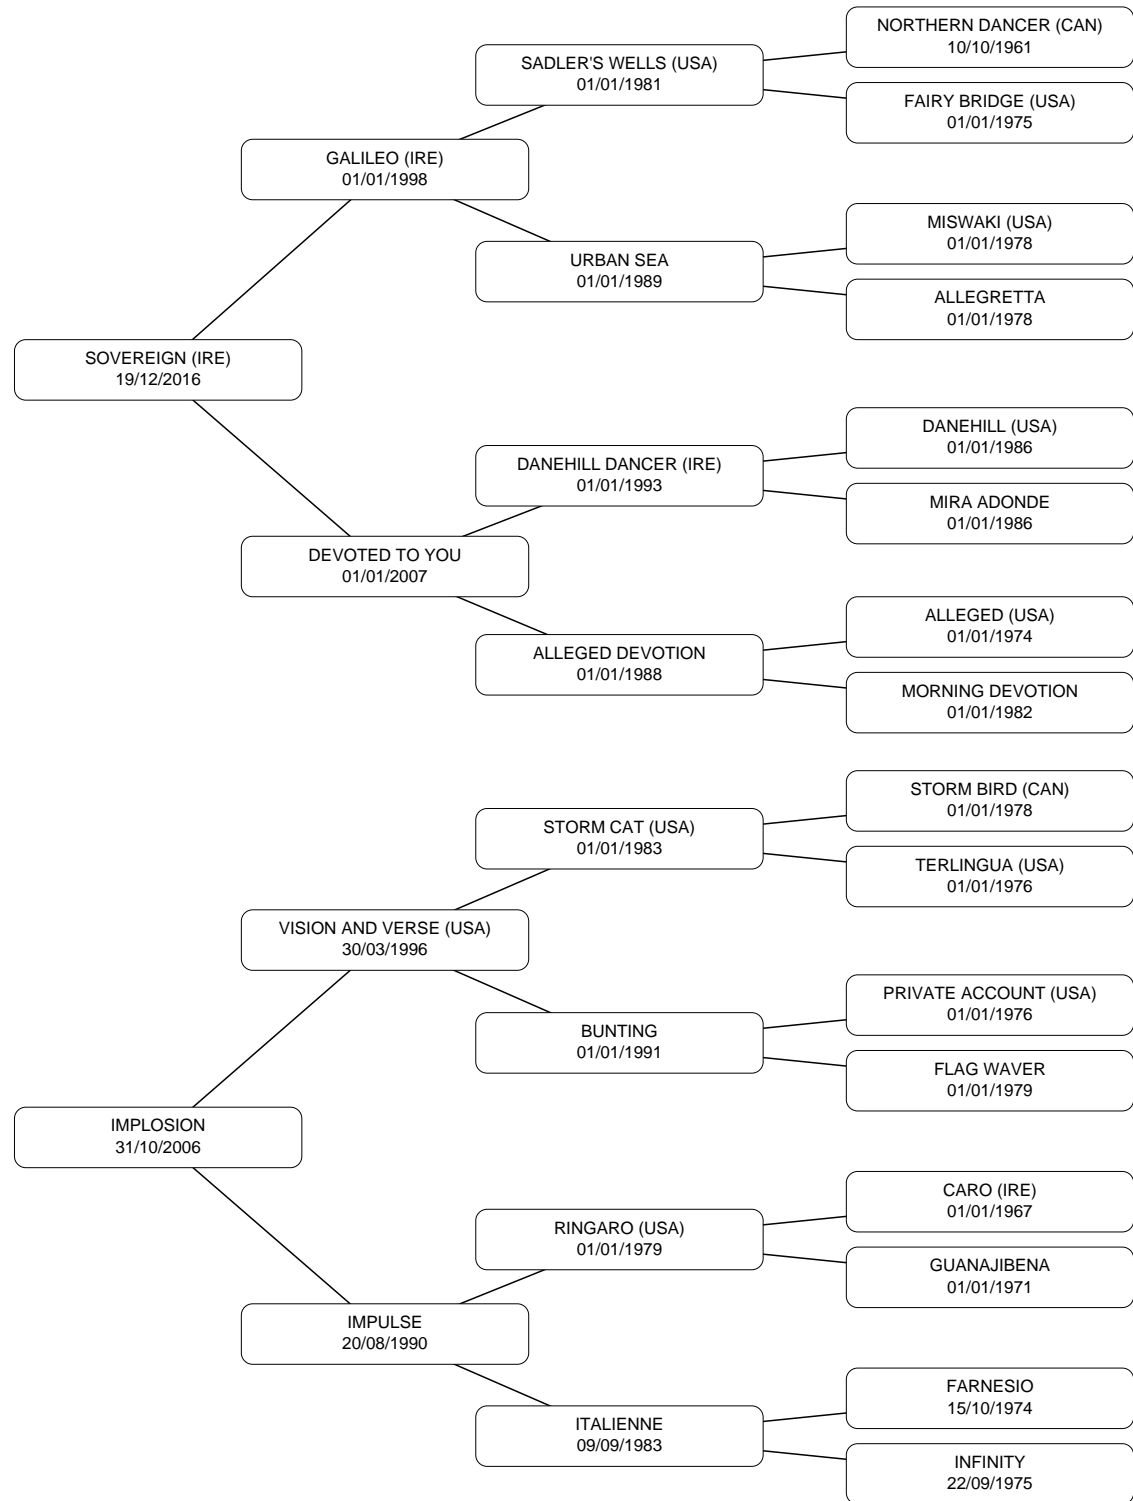 NORTHERN DANCER (CAN)
10/10/1961
SADLER'S WELLS (USA)
01/01/1981
FAIRY BRIDGE (USA)
01/01/1975
GALILEO (IRE)
01/01/1998
MISWAKI (USA)
01/01/1978
URBAN SEA
01/01/1989
ALLEGRETTA
01/01/1978
SOVEREIGN (IRE)
19/12/2016
DANEHILL (USA)
01/01/1986
DANEHILL DANCER (IRE)
01/01/1993
MIRA ADONDE
01/01/1986
DEVOTED TO YOU
01/01/2007
ALLEGED (USA)
01/01/1974
ALLEGED DEVOTION
01/01/1988
MORNING DEVOTION
01/01/1982
STORM BIRD (CAN)
01/01/1978
STORM CAT (USA)
01/01/1983
TERLINGUA (USA)
01/01/1976
VISION AND VERSE (USA)
30/03/1996
PRIVATE ACCOUNT (USA)
01/01/1976
BUNTING
01/01/1991
FLAG WAVER
01/01/1979
IMPLOSION
31/10/2006
CARO (IRE)
01/01/1967
RINGARO (USA)
01/01/1979
GUANAJIBENA
01/01/1971
IMPULSE
20/08/1990
FARNESIO
15/10/1974
ITALIENNE
09/09/1983
INFINITY
22/09/1975